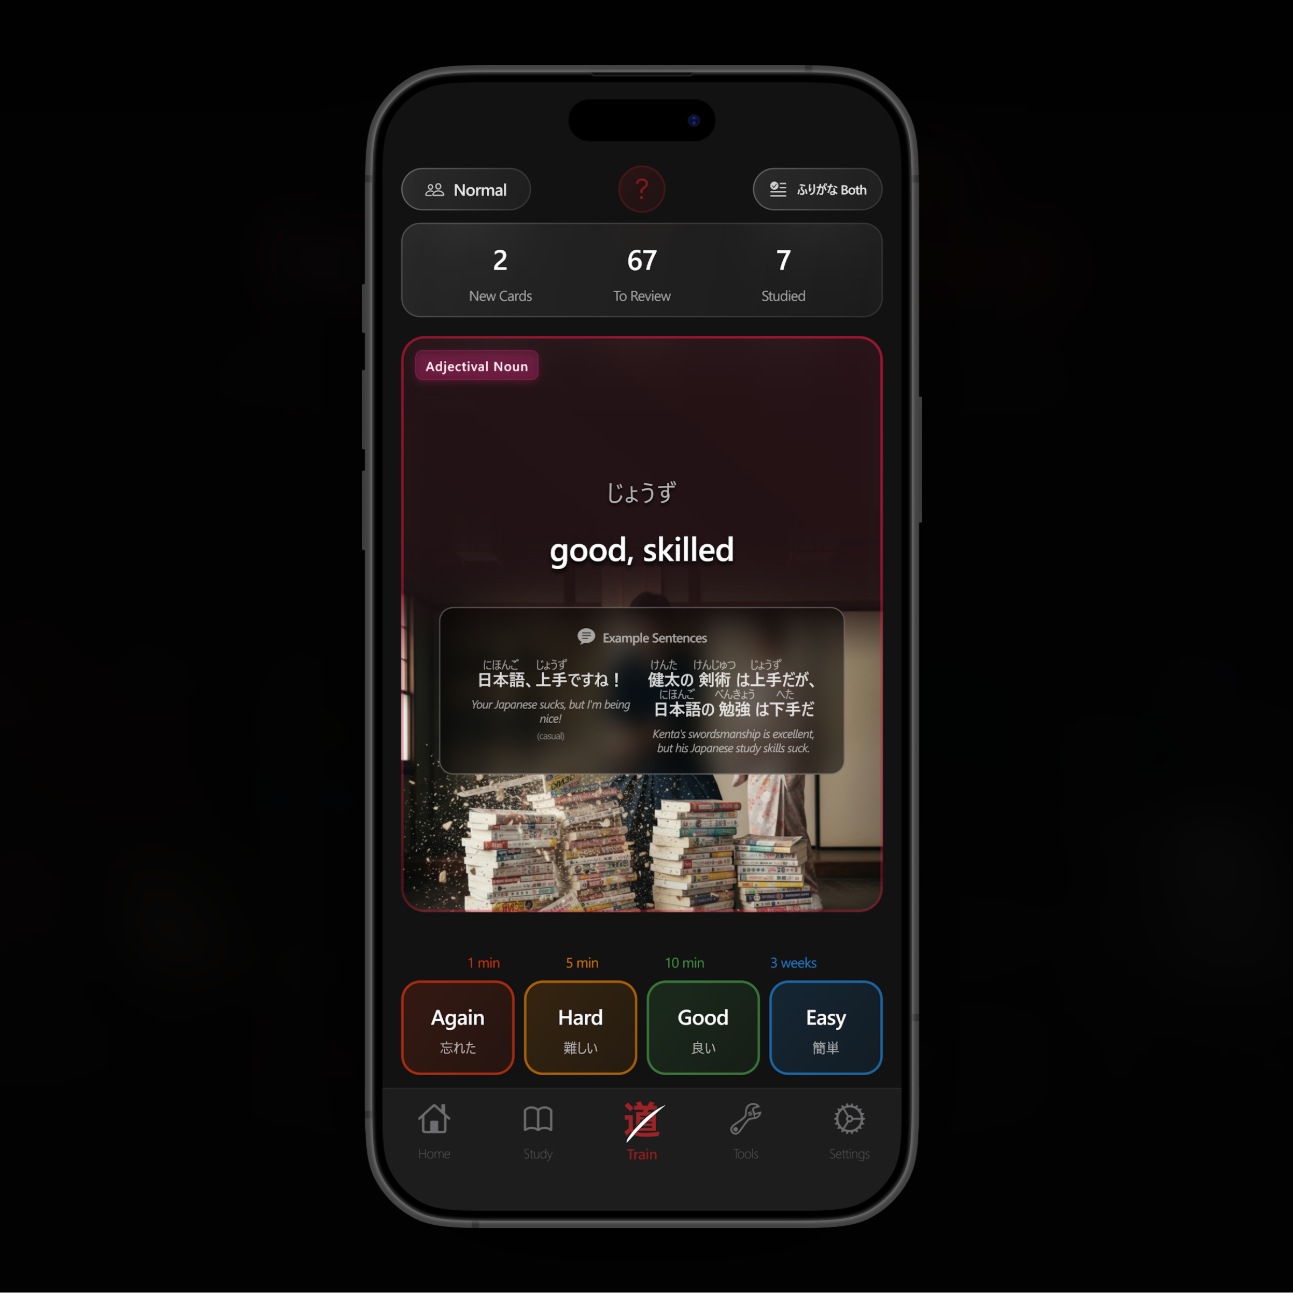 Normal
?
ふりがな Both
2
67
7
New Cards
To Review
Studied
Adjectival Noun
じょうず
good, skilled
Example Sentences
にほんご じょうず
日本語、上手ですね！
Your Japanese sucks, but I'm being
nice!
(casual)
けんた けんじゅつ じょうず
健太の 剣術 は上手だが、
にほんご べんきょう へた
日本語の 勉強 は下手だ
Kenta's swordsmanship is excellent,
but his Japanese study skills suck.
1 min
5 min
10 min
3 weeks
Again
Hard
Good
Easy
忘れた
難しい
良い
簡単
道
Home
Study
Train
Tools
Settings